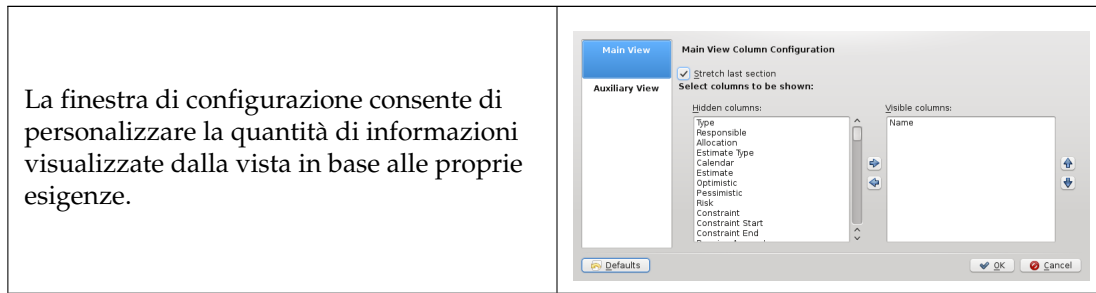 La finestra di configurazione consente di
personalizzare la quantità di informazioni
visualizzate dalla vista in base alle proprie
esigenze.
Main View
Auxiliary View
Main View Column Configuration
Stretch last section
Select columns to be shown:
Hidden columns:
Type
Responsible
Allocation
Estimate Type
Calendar
Estimate
Optimistic
Pessimistic
Risk
Constraint
Constraint Start
Constraint End
Visible columns:
Name
Defaults
OK
Cancel